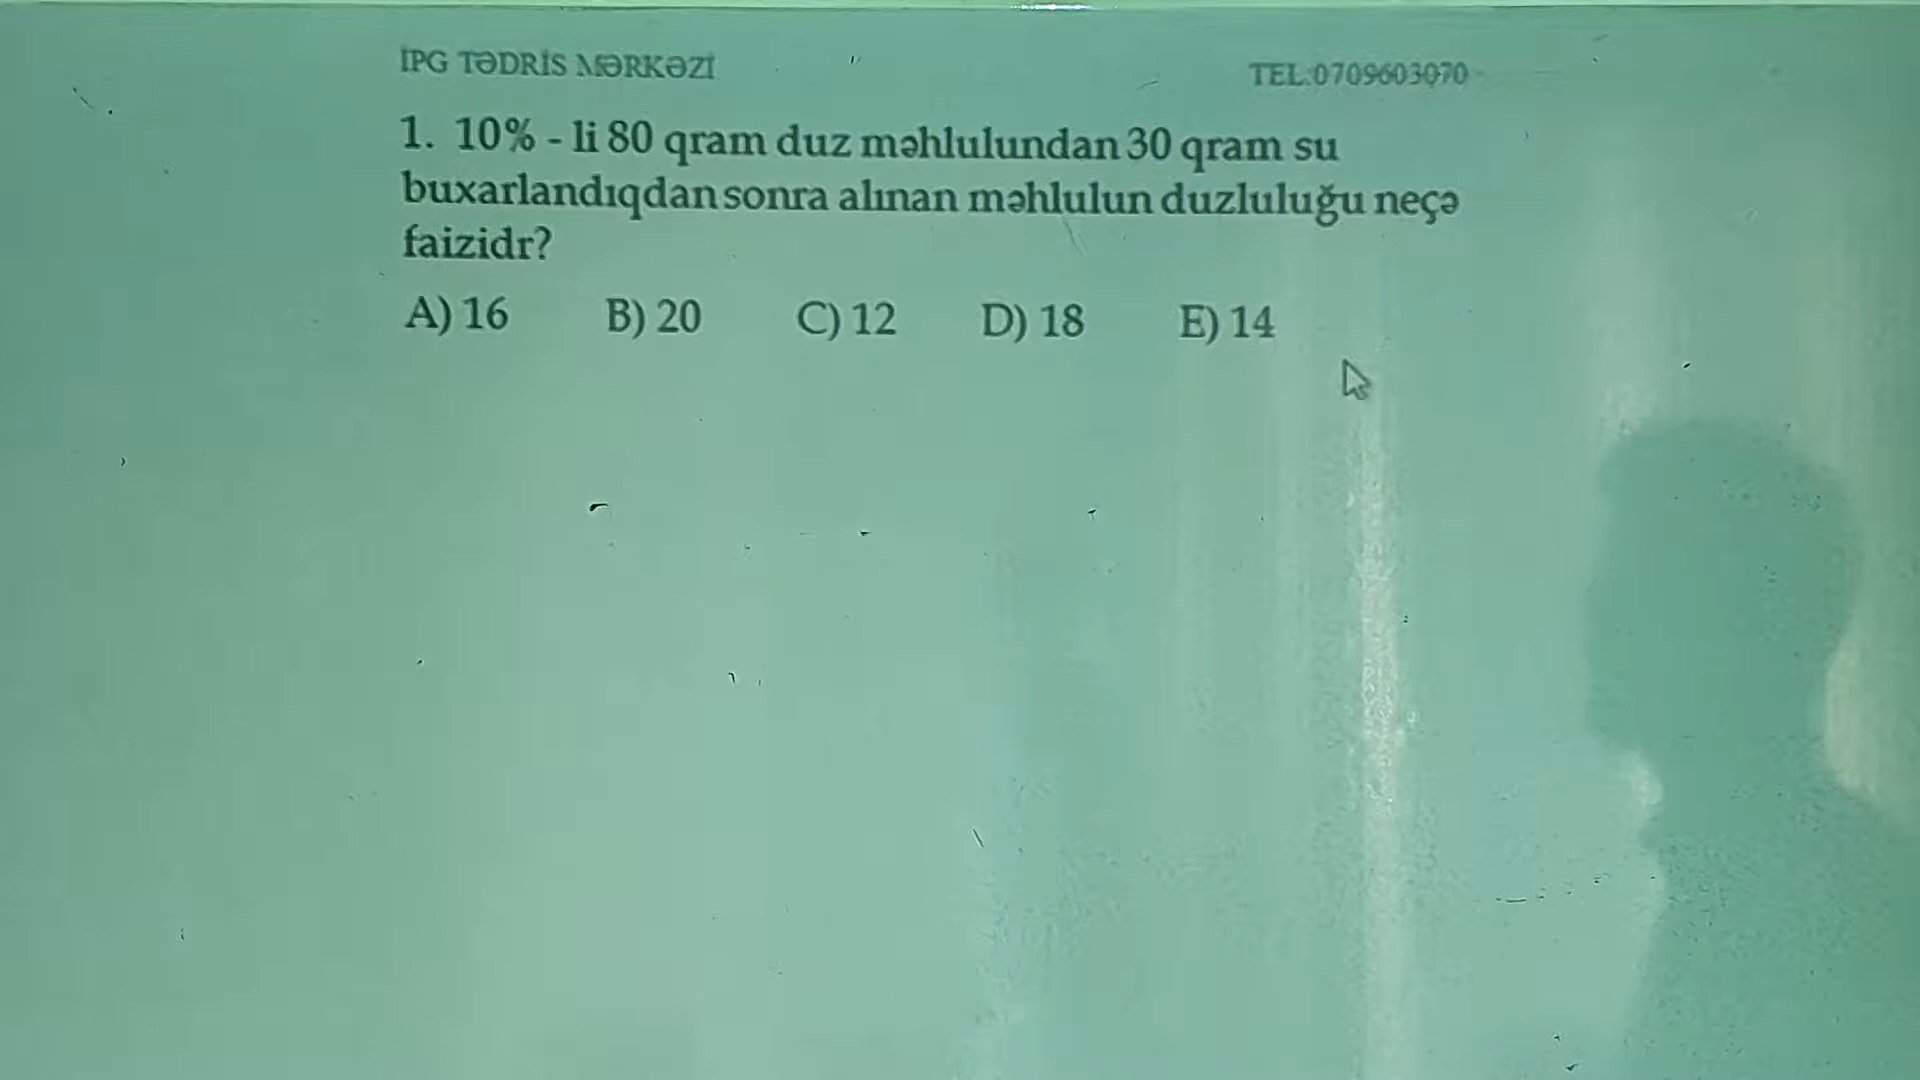 İPG TƏDRİS MƏRKƏZİ TEL:0709603070
1. 10% - li 80 qram duz məhlulundan 30 qram su
buxarlandıqdan sonra alınan məhlulun duzluluğu neçə
faizidr?
A) 16 B) 20 C) 12 D) 18 E) 14